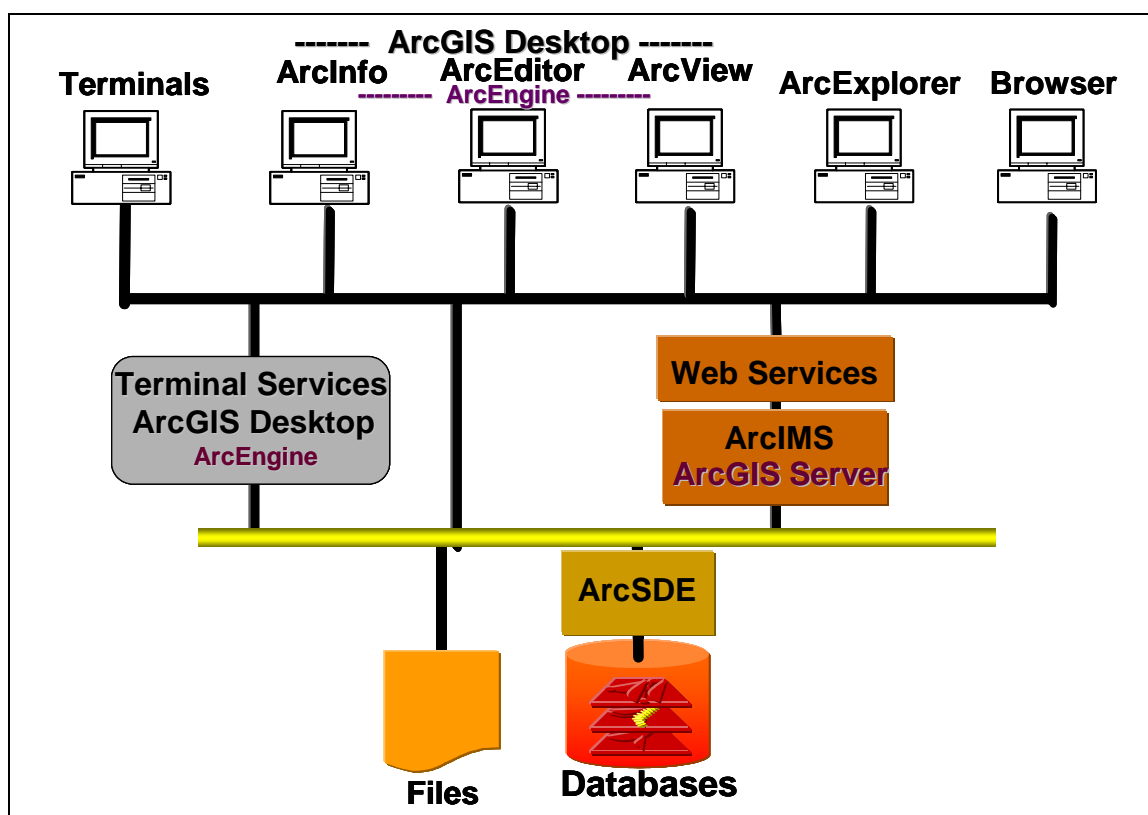 ------- ArcGIS Desktop -------
Terminals ArcInfo ArcEditor ArcView ArcExplorer Browser
--------- ArcEngine ---------
Terminal Services
ArcGIS Desktop
ArcEngine
Web Services
ArcIMS
ArcGIS Server
ArcSDE
Files
Databases